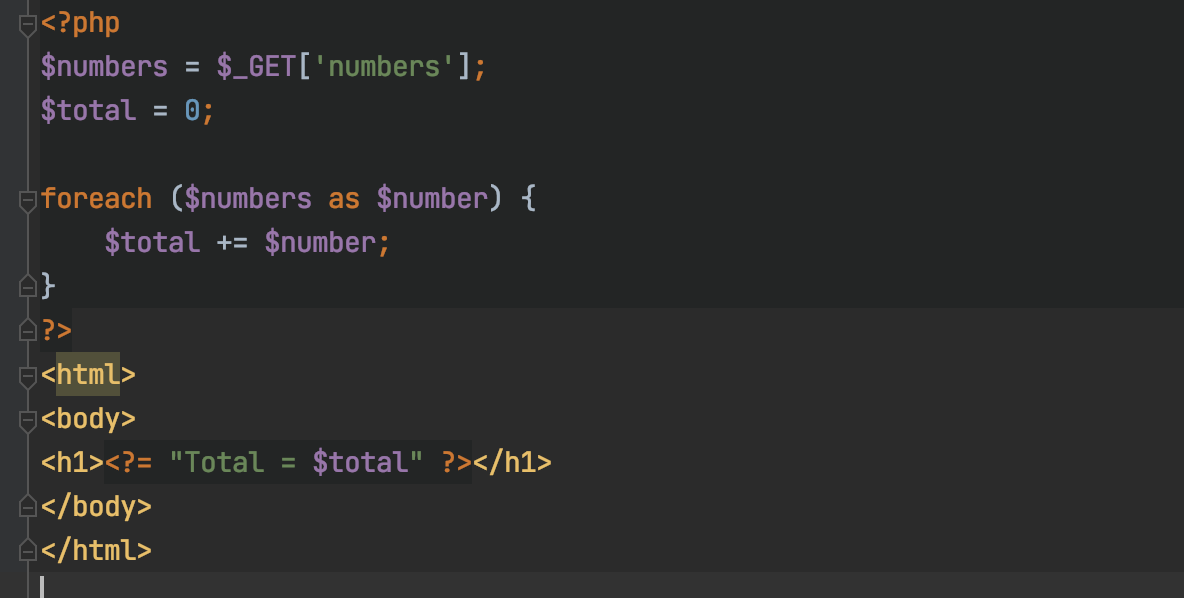 <?php
$numbers = $_GET['numbers'];
$total = 0;

foreach ($numbers as $number) {
    $total += $number;
}
?>
<html>
<body>
<h1><?= "Total = $total" ?></h1>
</body>
</html>